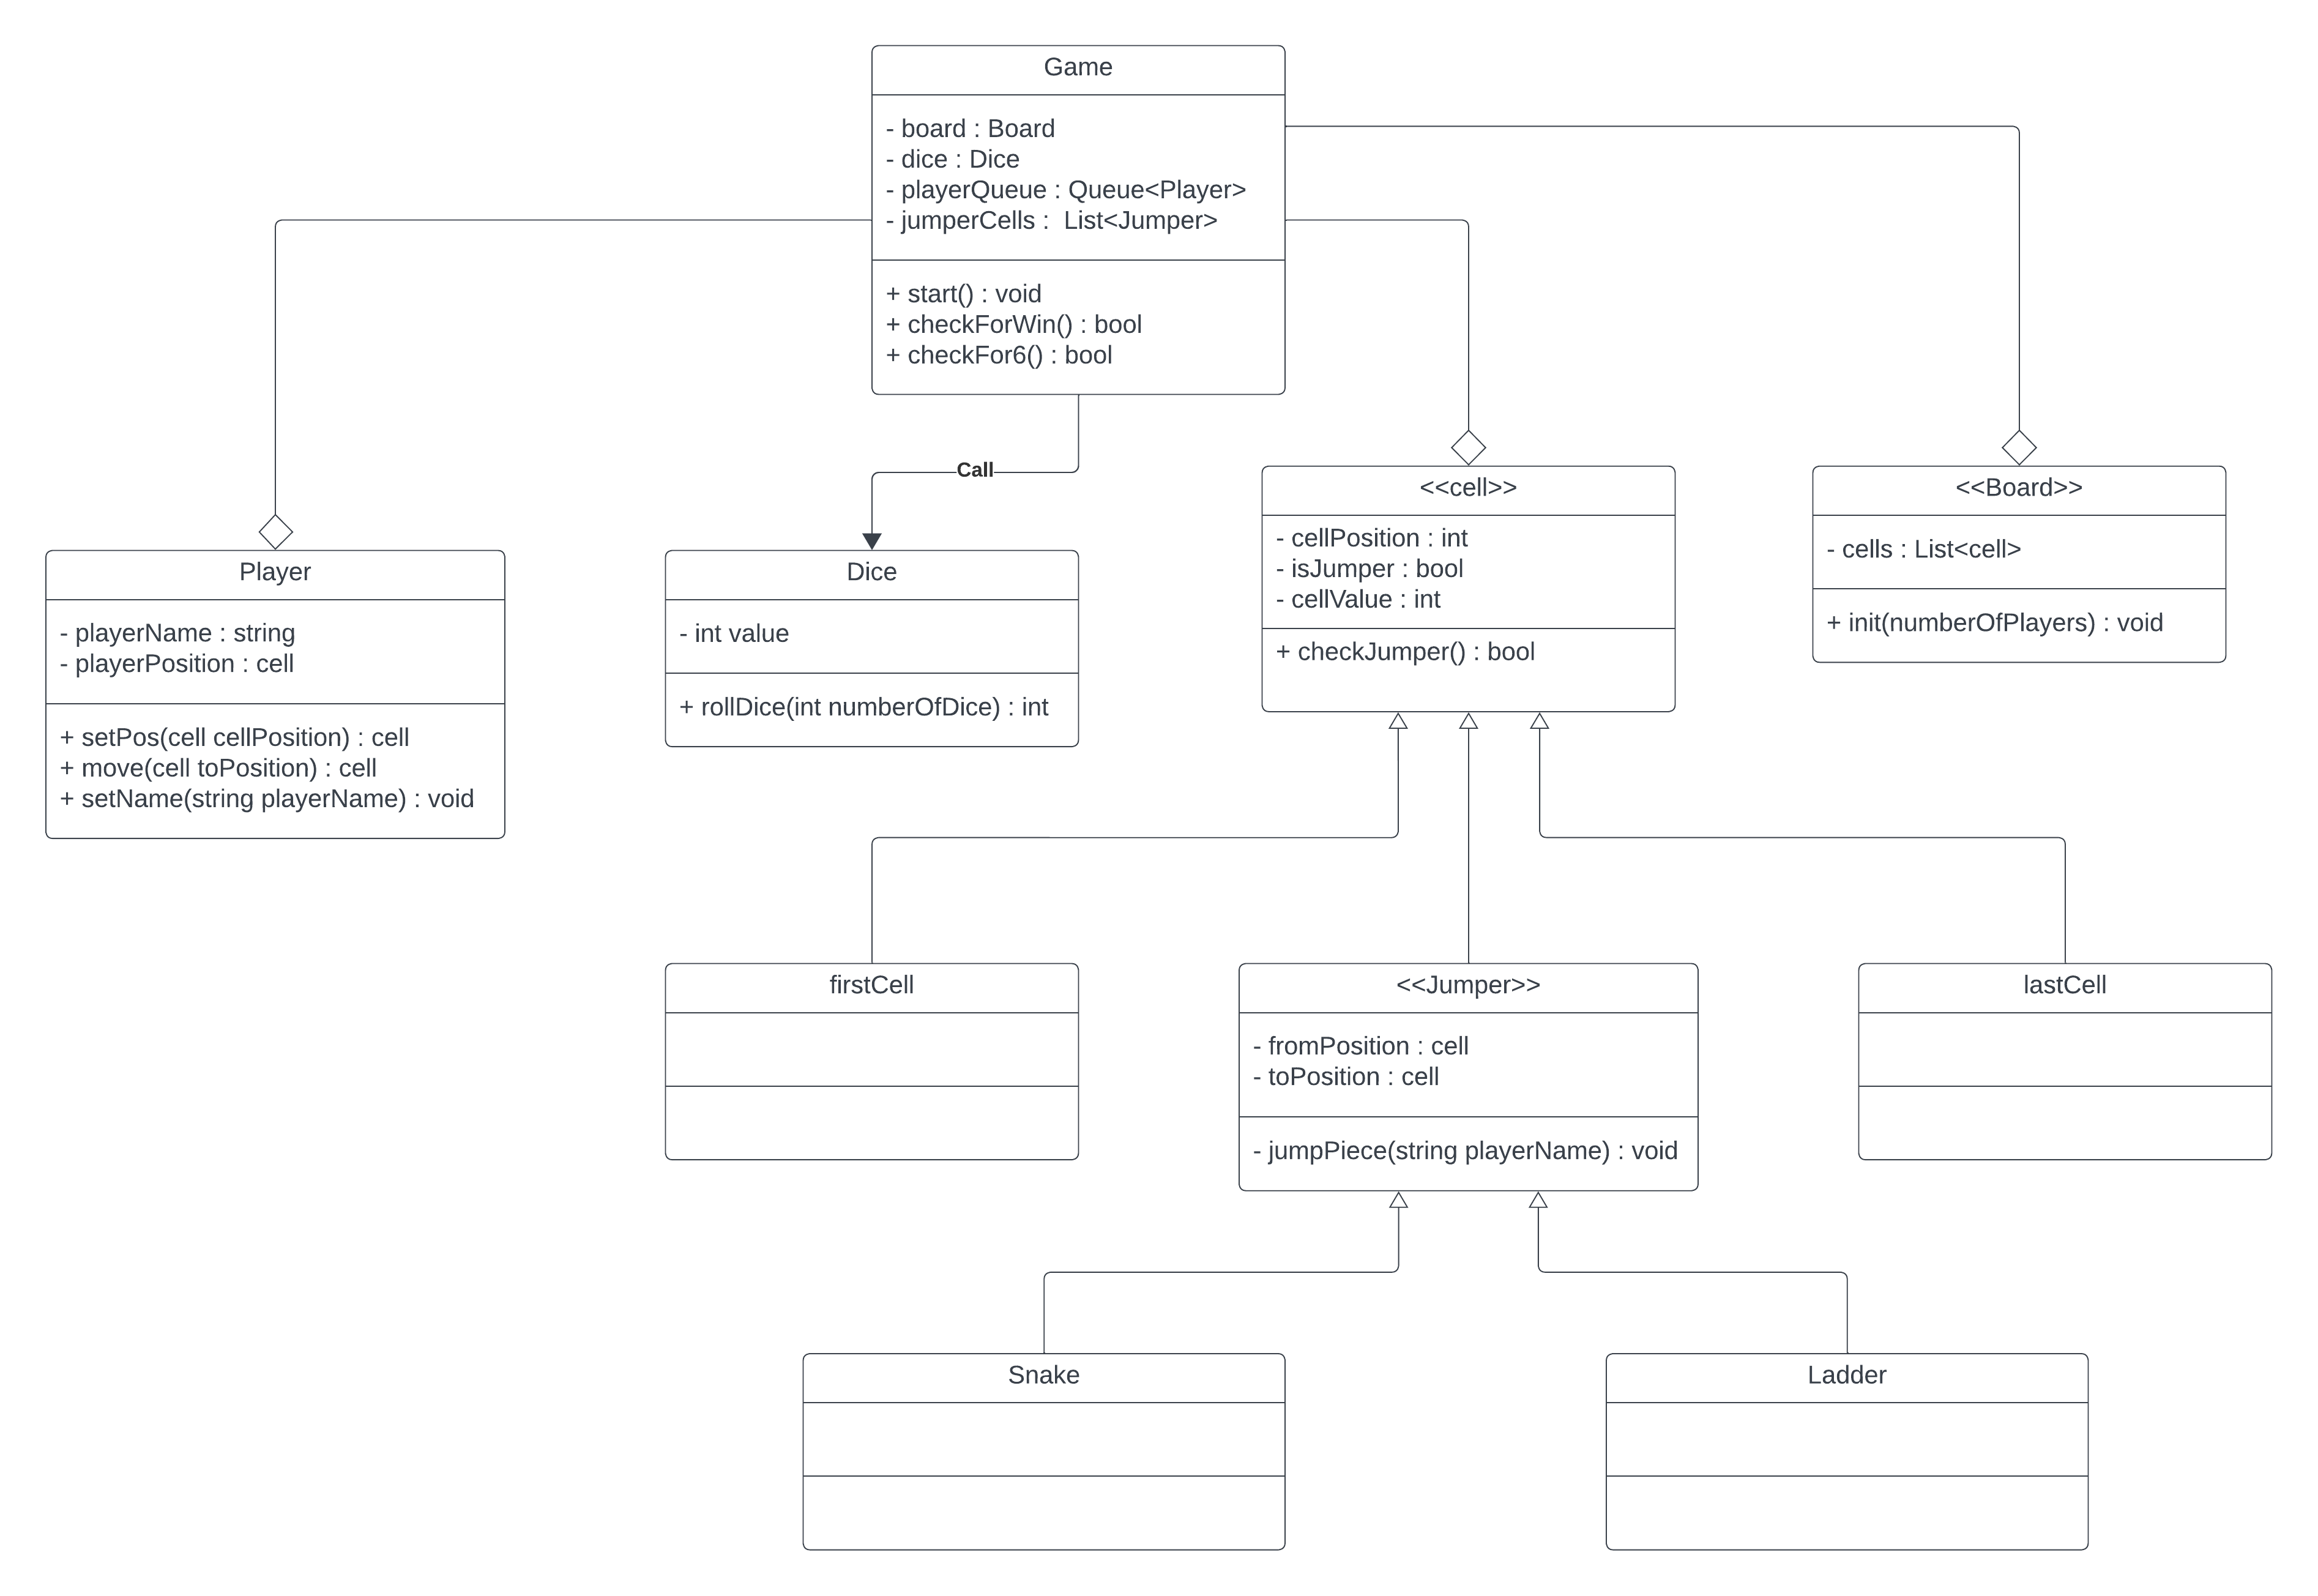 Game
- board : Board
- dice : Dice
- playerQueue : Queue<Player>
- jumperCells :  List<Jumper>
+ start() : void
+ checkForWin() : bool
+ checkFor6() : bool
Call
Player
- playerName : string
- playerPosition : cell
+ setPos(cell cellPosition) : cell
+ move(cell toPosition) : cell
+ setName(string playerName) : void
Dice
- int value
+ rollDice(int numberOfDice) : int
<<cell>>
- cellPosition : int
- isJumper : bool
- cellValue : int
+ checkJumper() : bool
<<Board>>
- cells : List<cell>
+ init(numberOfPlayers) : void
firstCell
<<Jumper>>
- fromPosition : cell
- toPosition : cell
- jumpPiece(string playerName) : void
lastCell
Snake
Ladder